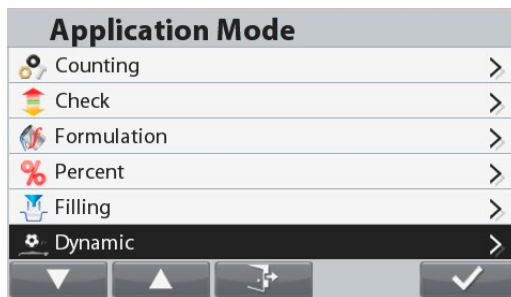 Application Mode
Counting
Check
Formulation
Percent
Filling
Dynamic